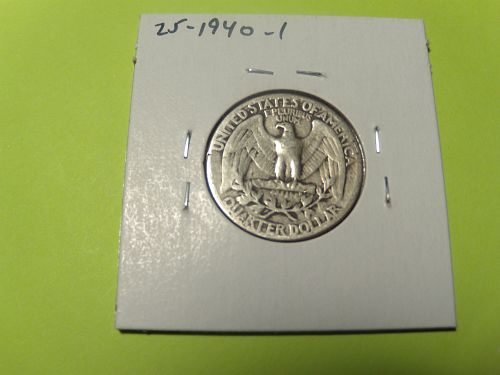 25-1940-1
UNITED STATES OF AMERICA
E PLURIBUS
UNUM
QUARTER DOLLAR